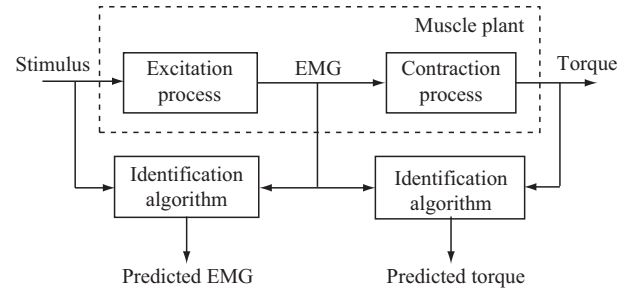 Muscle plant
Stimulus
Excitation
process
EMG
Contraction
process
Torque
Identification
algorithm
Identification
algorithm
Predicted EMG
Predicted torque